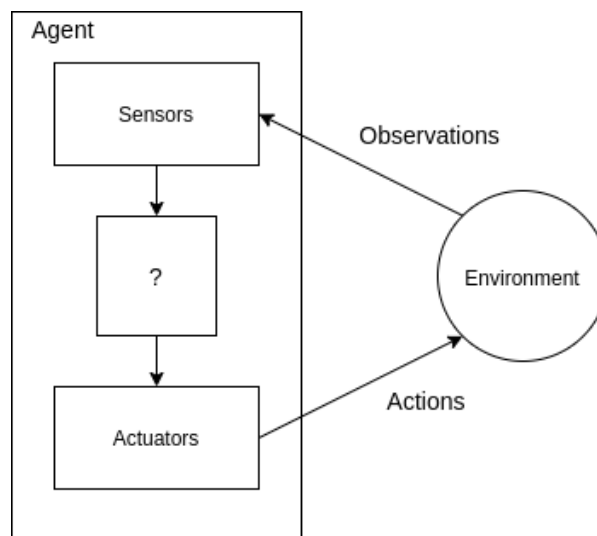 Agent
Sensors
Observations
?
Environment
Actions
Actuators